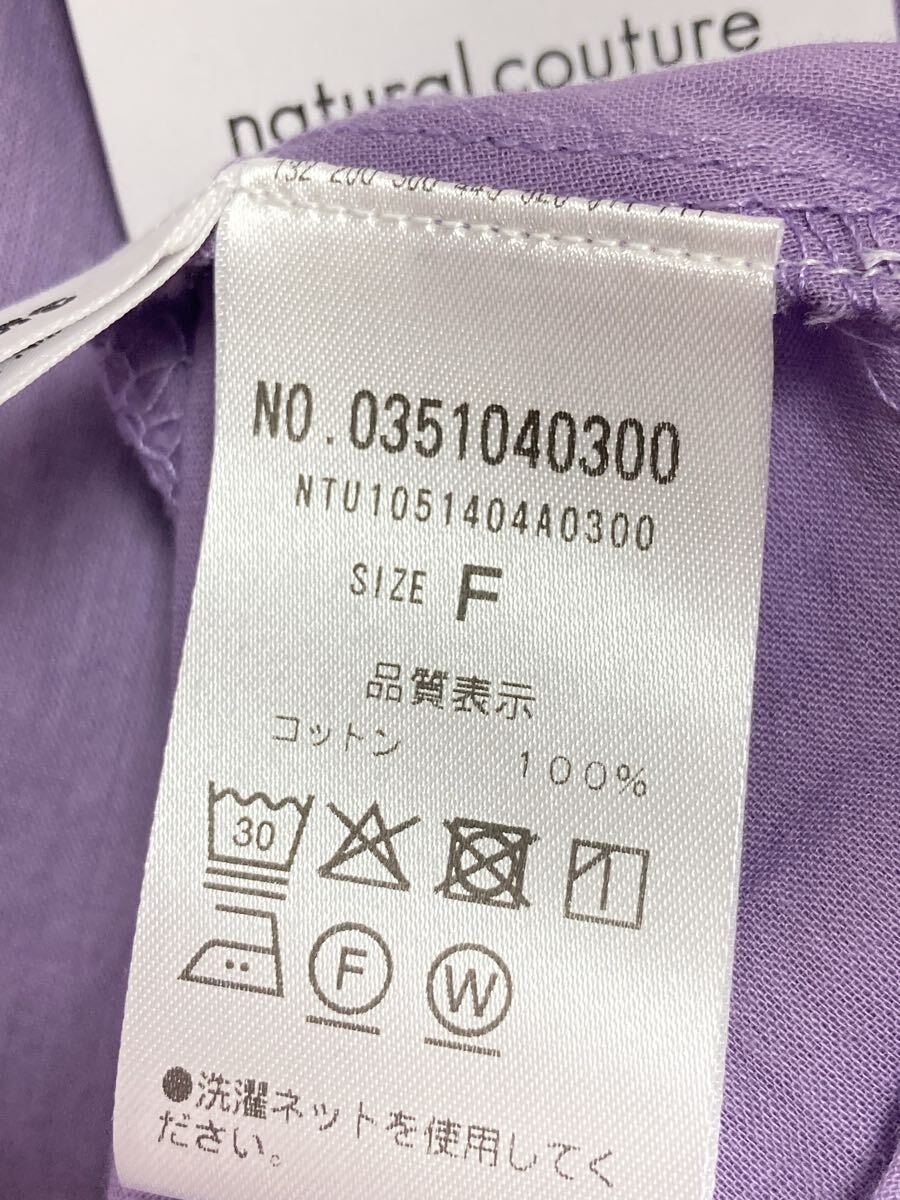 natural couture
NO.0351040300
NTU1051404A0300
SIZE F
品質表示
コットン 100%
30
F W
●洗濯ネットを使用してく
ださい。